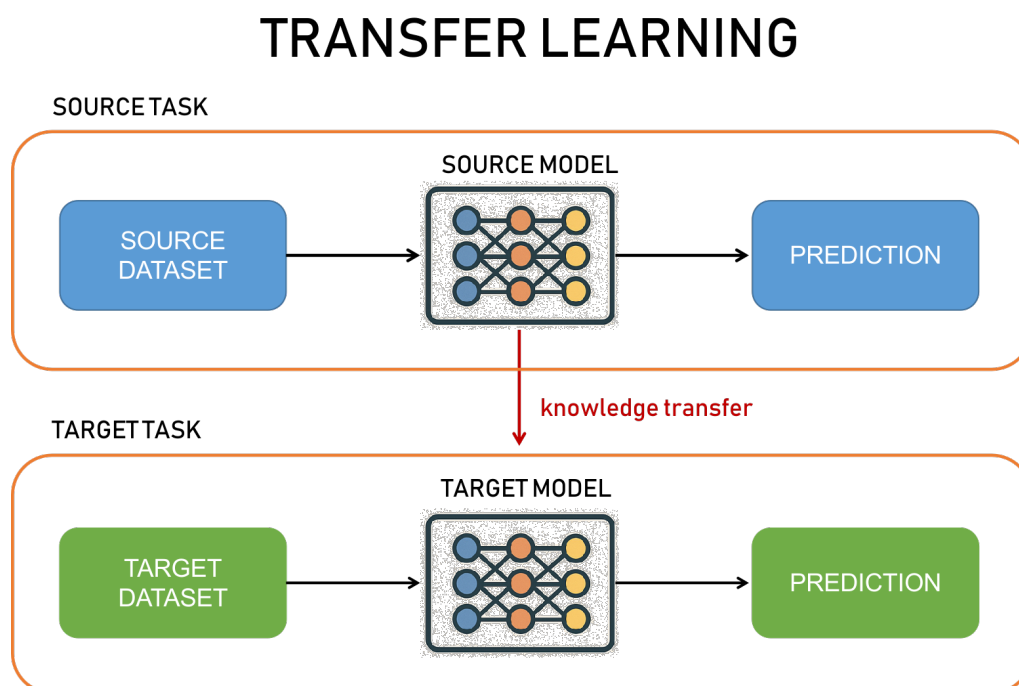 TRANSFER LEARNING
SOURCE TASK
SOURCE MODEL
SOURCE
DATASET
PREDICTION
knowledge transfer
TARGET TASK
TARGET MODEL
TARGET
DATASET
PREDICTION